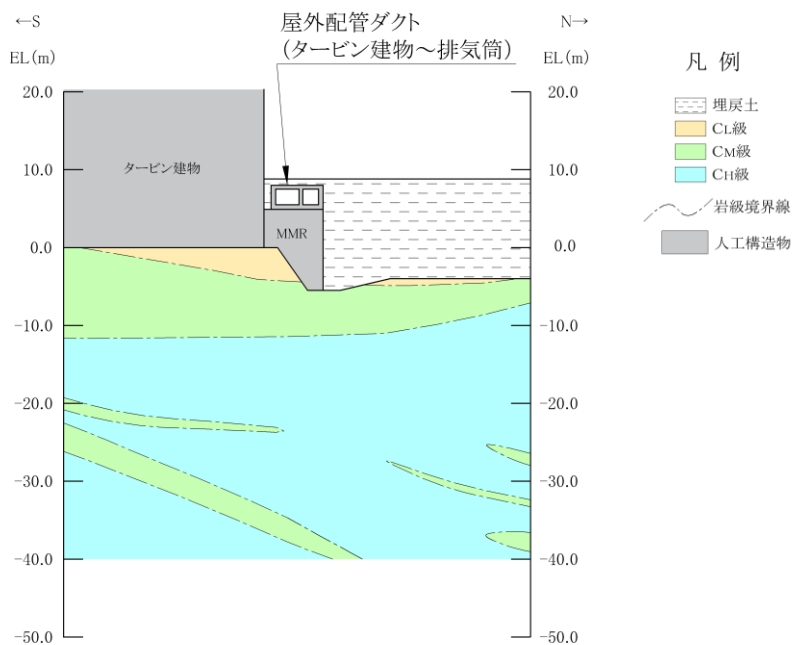 ←S
屋外配管ダクト
(タービン建物～排気筒)
N→
EL(m)
EL(m)
凡 例
20.0
20.0
埋戻土
CL級
CM級
CH級
岩級境界線
人工構造物
10.0
10.0
タービン建物
MMR
0.0
0.0
-10.0
-10.0
-20.0
-20.0
-30.0
-30.0
-40.0
-40.0
-50.0
-50.0